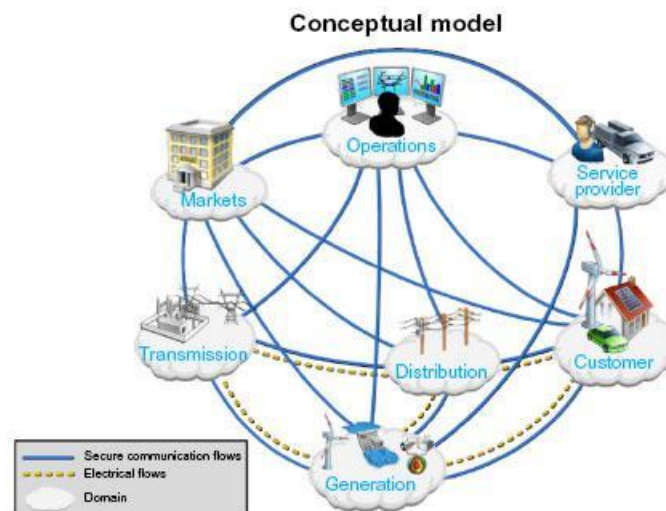 Conceptual model
Operations
Markets
Service
provider
Transmission
Distribution
Customer
Generation
Secure communication flows
Electrical flows
Domain